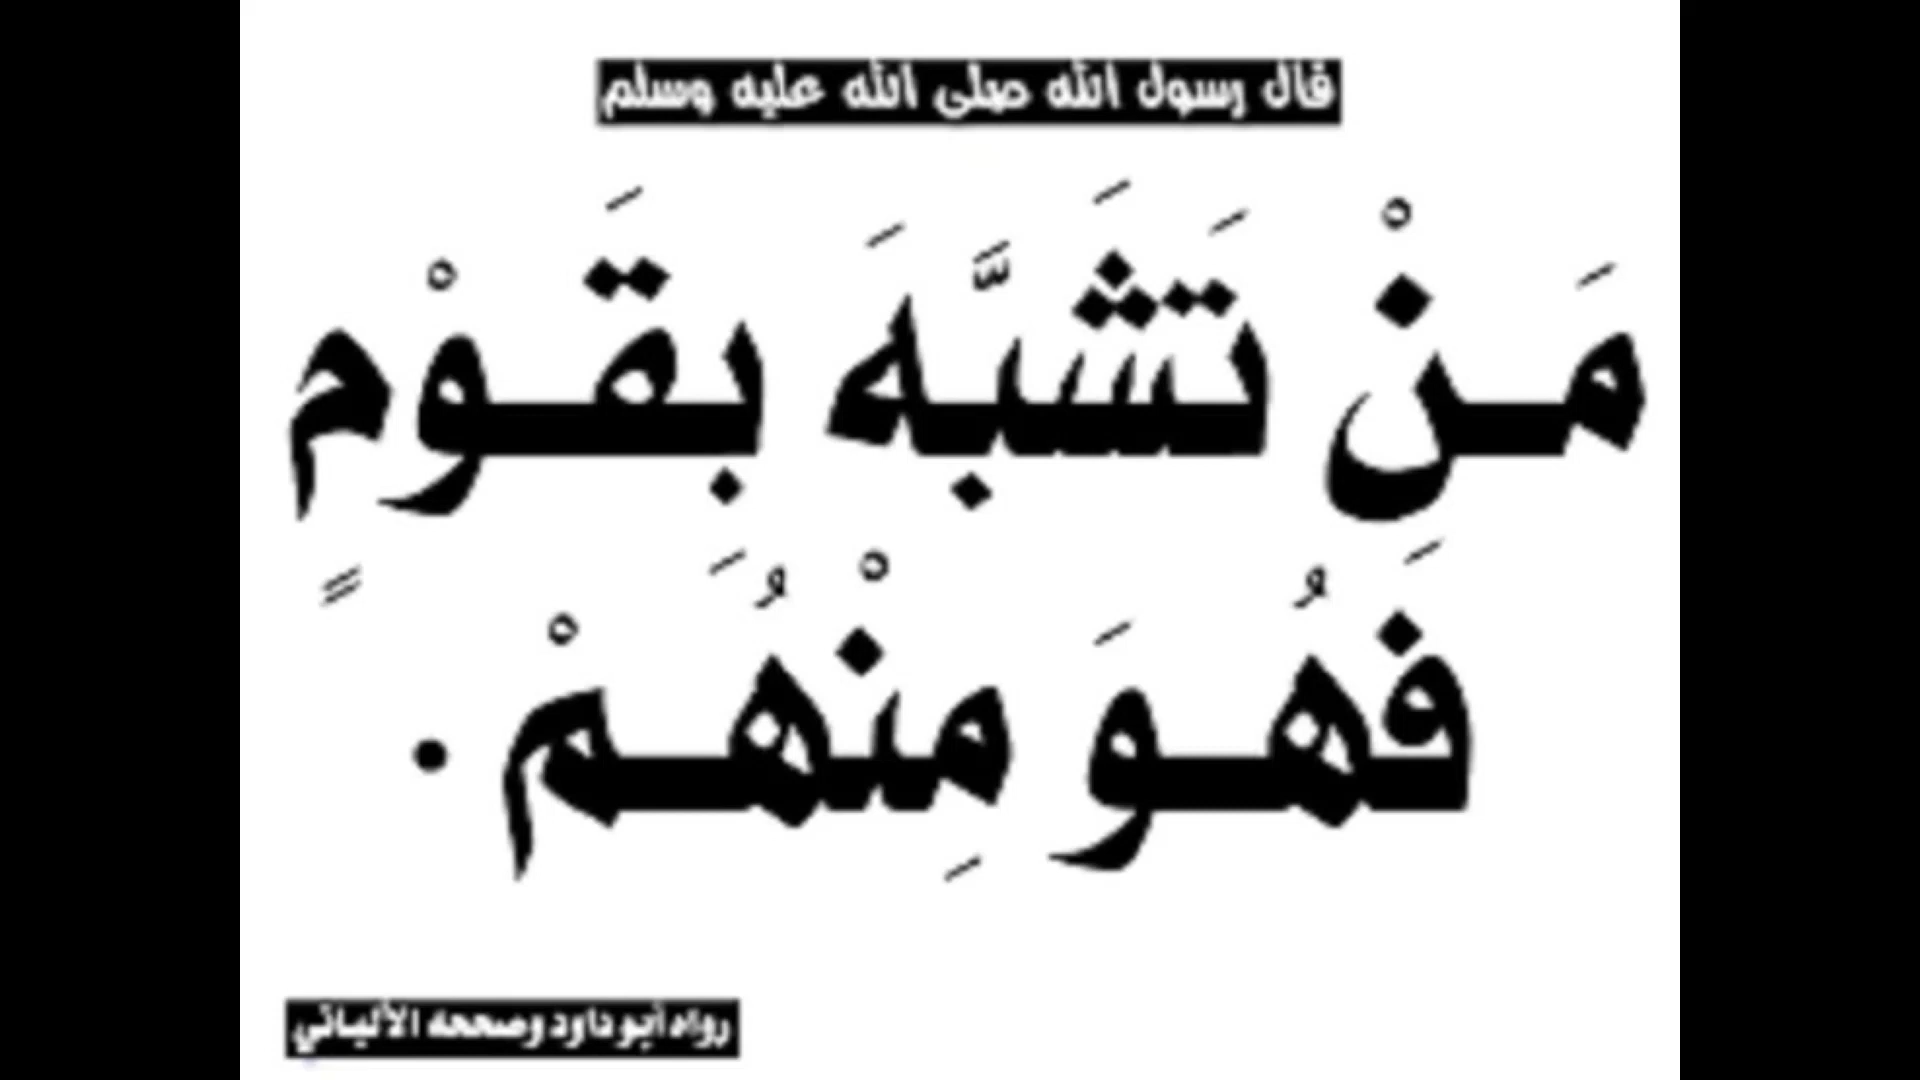 قال رسول الله صلى الله عليه وسلم
مَنْ تَشَبَّهَ بِقَوْمٍ
فَهُوَ مِنْهُمْ .
رواه أبو داود وصححه الألباني